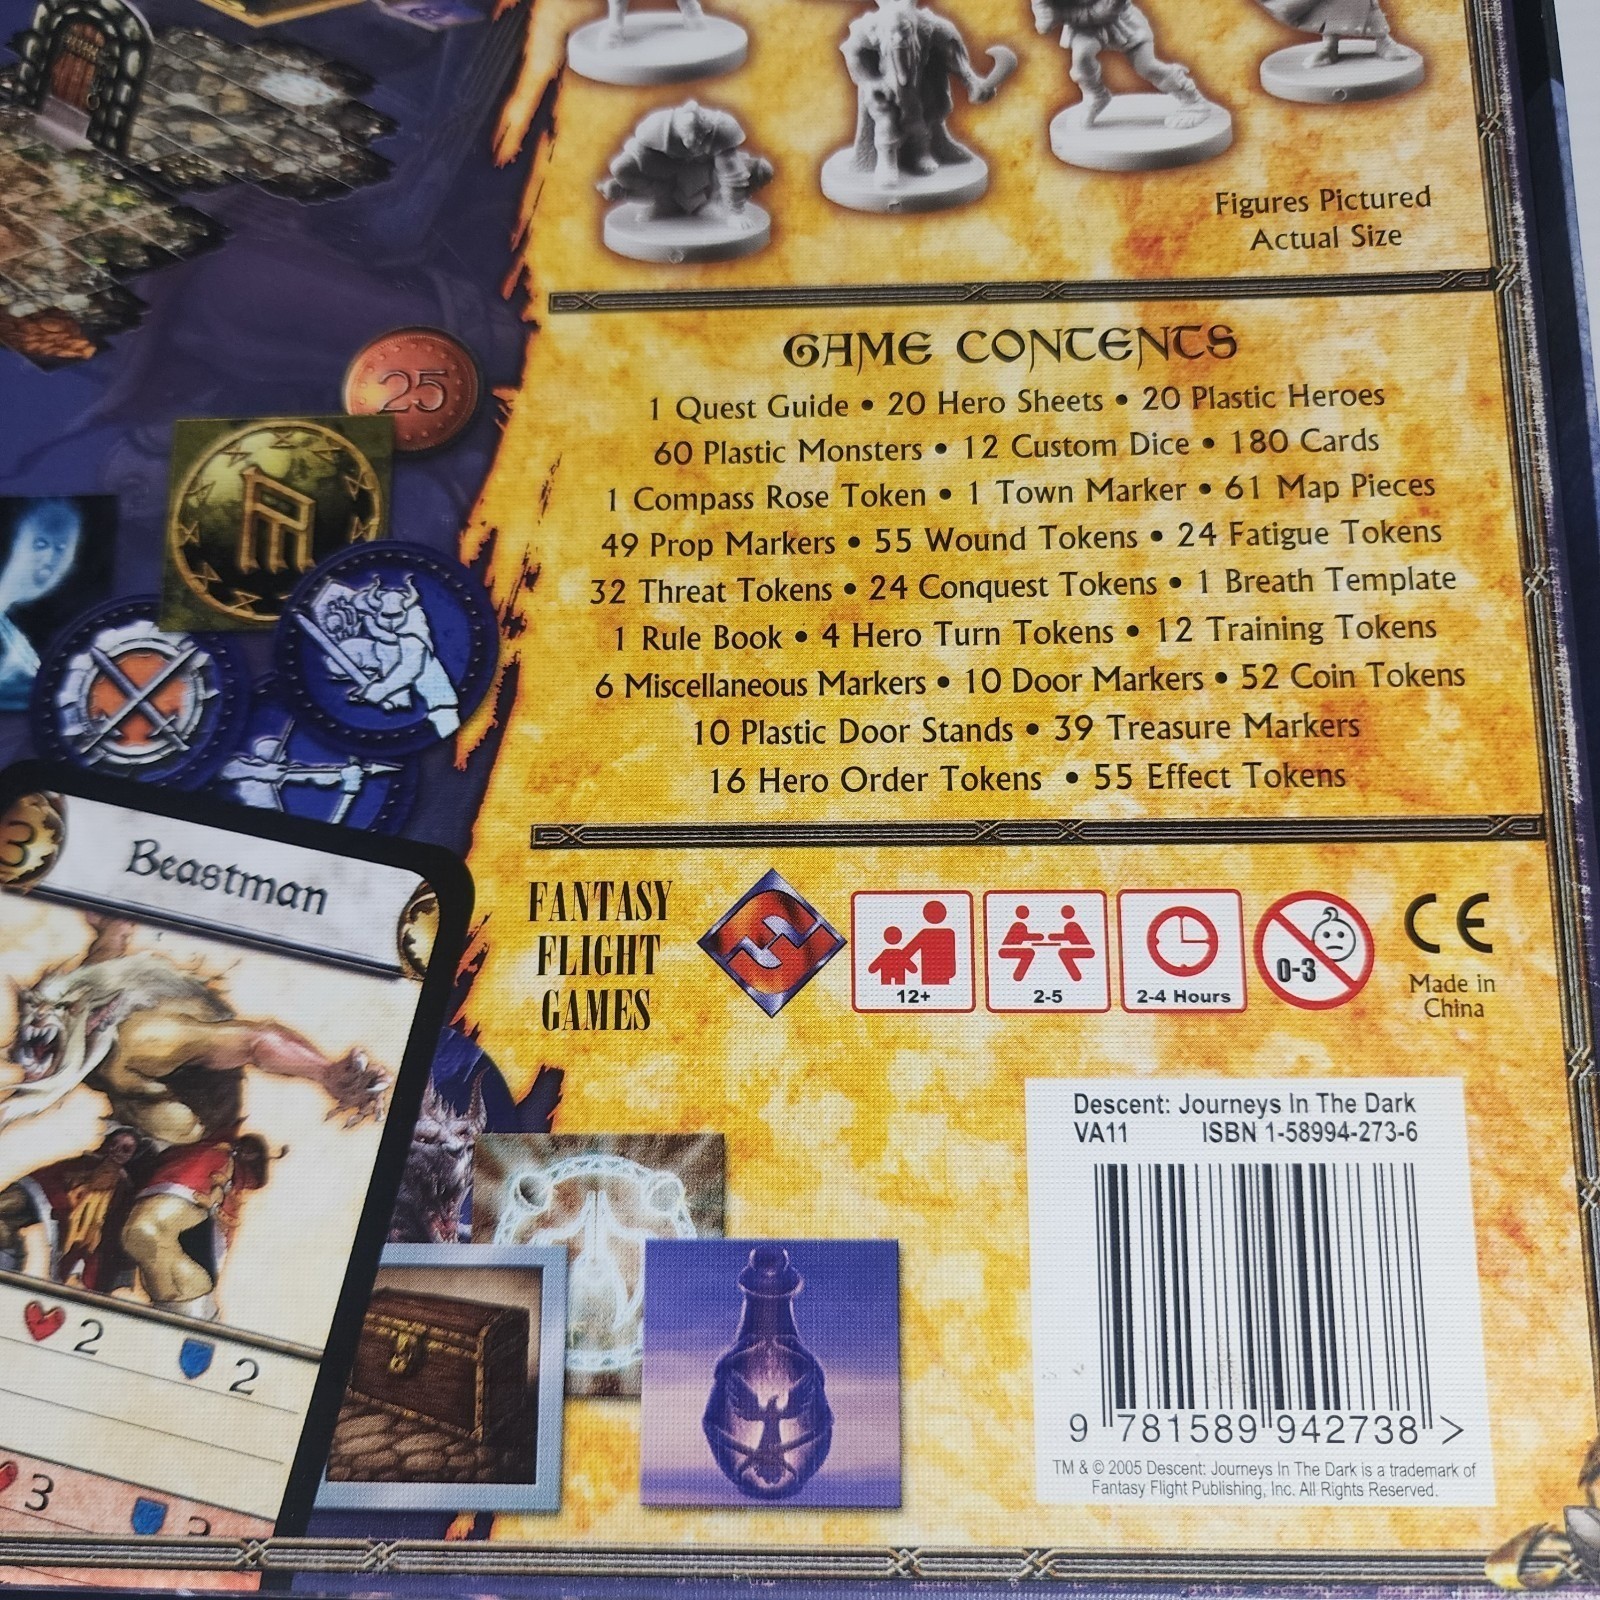 Figures Pictured
Actual Size
GAME CONTENTS
1 Quest Guide • 20 Hero Sheets • 20 Plastic Heroes
60 Plastic Monsters • 12 Custom Dice • 180 Cards
1 Compass Rose Token • 1 Town Marker • 61 Map Pieces
49 Prop Markers • 55 Wound Tokens • 24 Fatigue Tokens
32 Threat Tokens • 24 Conquest Tokens • 1 Breath Template
1 Rule Book • 4 Hero Turn Tokens • 12 Training Tokens
6 Miscellaneous Markers • 10 Door Markers • 52 Coin Tokens
10 Plastic Door Stands • 39 Treasure Markers
16 Hero Order Tokens • 55 Effect Tokens
25
3
Beastman
2
2
3
FANTASY
FLIGHT
GAMES
12+
2-5
2-4 Hours
0-3
CE
Made in
China
Descent: Journeys In The Dark
VA11 ISBN 1-58994-273-6
9 781589 942738 >
TM & © 2005 Descent: Journeys In The Dark is a trademark of
Fantasy Flight Publishing, Inc. All Rights Reserved.